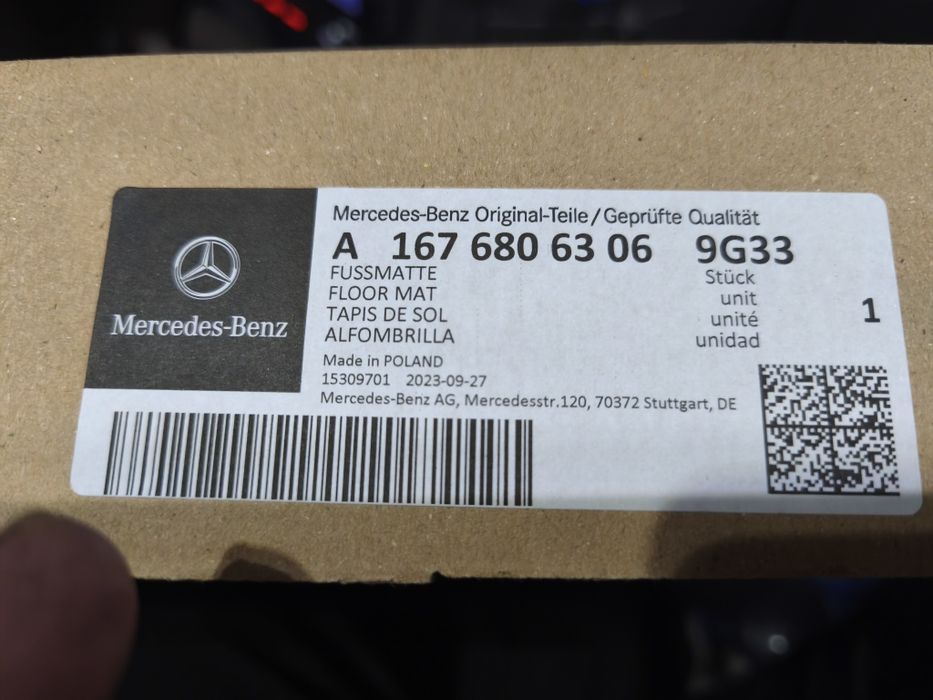 Mercedes-Benz
Mercedes-Benz Original-Teile/Geprüfte Qualität
A 167 680 63 06 9G33
FUSSMATTE Stück
FLOOR MAT unit
TAPIS DE SOL unité 1
ALFOMBRILLA unidad
Made in POLAND
15309701 2023-09-27
Mercedes-Benz AG, Mercedesstr.120, 70372 Stuttgart, DE